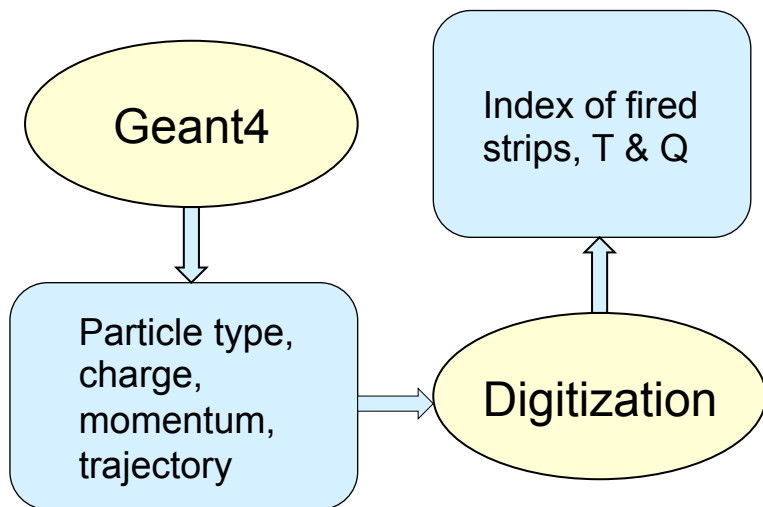 Geant4
Particle type,
charge,
momentum,
trajectory
Digitization
Index of fired
strips, T & Q